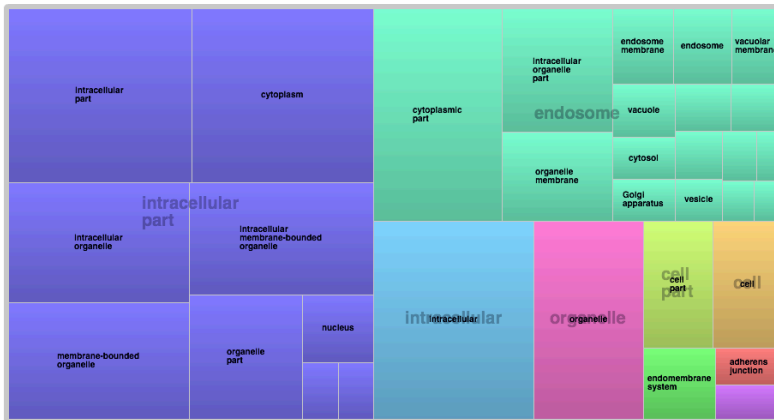 intracellular
part
cytoplasm
intracellular
part
intracellular
organelle
intracellular
membrane-bounded
organelle
membrane-bounded
organelle
organelle
part
nucleus
cytoplasmic
part
intracellular
organelle
part
endosome
organelle
membrane
endosome
membrane
endosome
vacuolar
membrane
vacuole
cytosol
Golgi
apparatus
vesicle
intracellular
intracellular
organelle
organelle
cell
part
cell
part
cell
cell
endomembrane
system
adherens
junction